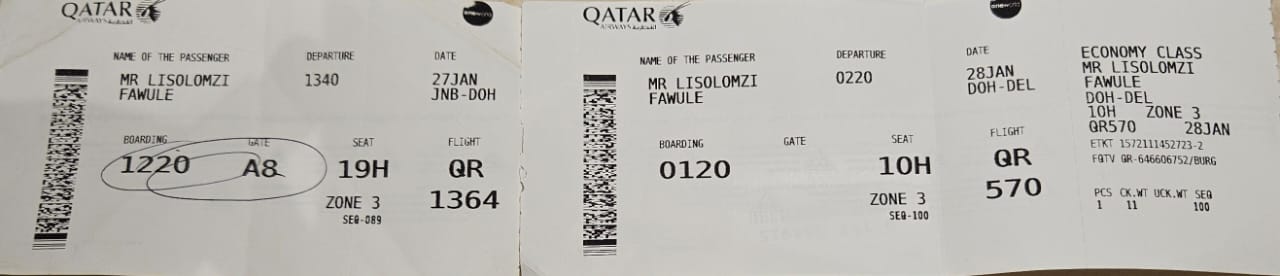 QATAR
AIRWAYS القطرية
oneworld
NAME OF THE PASSENGER DEPARTURE DATE
MR LISOLOMZI 1340 27JAN
FAWULE JNB-DOH
BOARDING GATE SEAT FLIGHT
1220 A8 19H QR
ZONE 3 1364
SEQ-089
QATAR
AIRWAYS القطرية
oneworld
NAME OF THE PASSENGER DEPARTURE DATE
MR LISOLOMZI 0220 28JAN
FAWULE DOH-DEL
BOARDING GATE SEAT FLIGHT
0120 10H QR
ZONE 3 570
SEQ-100
ECONOMY CLASS
MR LISOLOMZI
FAWULE
DOH-DEL
10H ZONE 3
QR570 28JAN
ETKT 1572111452723-2
FQTV QR-646606752/BURG
PCS CK.WT UCK.WT SEQ
1 11 100